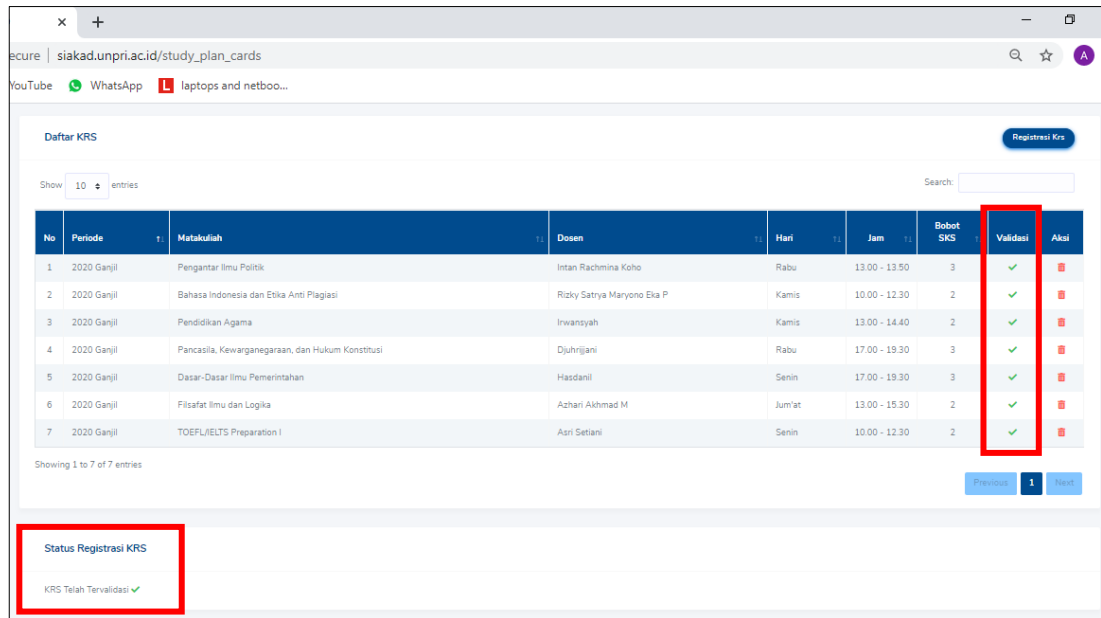 ecure | siakad.unpri.ac.id/study_plan_cards
A
YouTube WhatsApp L laptops and netboo...
Daftar KRS Registrasi Krs
Show 10 entries Search:
No Periode Matakuliah Dosen Hari Jam Bobot SKS Validasi Aksi
1 2020 Ganjil Pengantar Ilmu Politik Intan Rachmina Koho Rabu 13.00 - 13.50 3
2 2020 Ganjil Bahasa Indonesia dan Etika Anti Plagiasi Rizky Satrya Maryono Eka P Kamis 10.00 - 12.30 2
3 2020 Ganjil Pendidikan Agama Irwansyah Kamis 13.00 - 14.40 2
4 2020 Ganjil Pancasila, Kewarganegaraan, dan Hukum Konstitusi Djuhrijjani Rabu 17.00 - 19.30 3
5 2020 Ganjil Dasar-Dasar Ilmu Pemerintahan Hasdanil Senin 17.00 - 19.30 3
6 2020 Ganjil Filsafat Ilmu dan Logika Azhari Akhmad M Jum'at 13.00 - 15.30 2
7 2020 Ganjil TOEFL/IELTS Preparation I Asri Setiani Senin 10.00 - 12.30 2
Showing 1 to 7 of 7 entries
Previous 1 Next
Status Registrasi KRS
KRS Telah Tervalidasi ✓